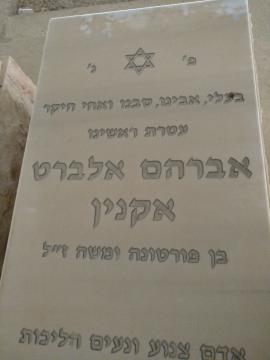 פ' נ'
בעלי, אבינו, סבנו ואחי היקר
עטרת ראשינו
אברהם אלברט
אקנין
בן פורטונה ומשה ז"ל
אדם צנוע ונעים הליכות